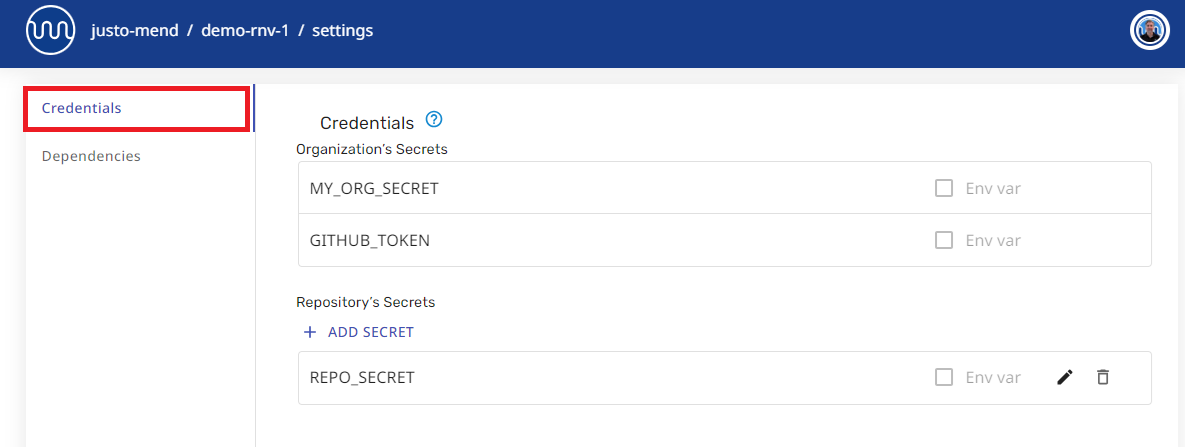 justo-mend / demo-rnv-1 / settings
Credentials
Dependencies
Credentials ?
Organization's Secrets
MY_ORG_SECRET Env var
GITHUB_TOKEN Env var
Repository's Secrets
+ ADD SECRET
REPO_SECRET Env var